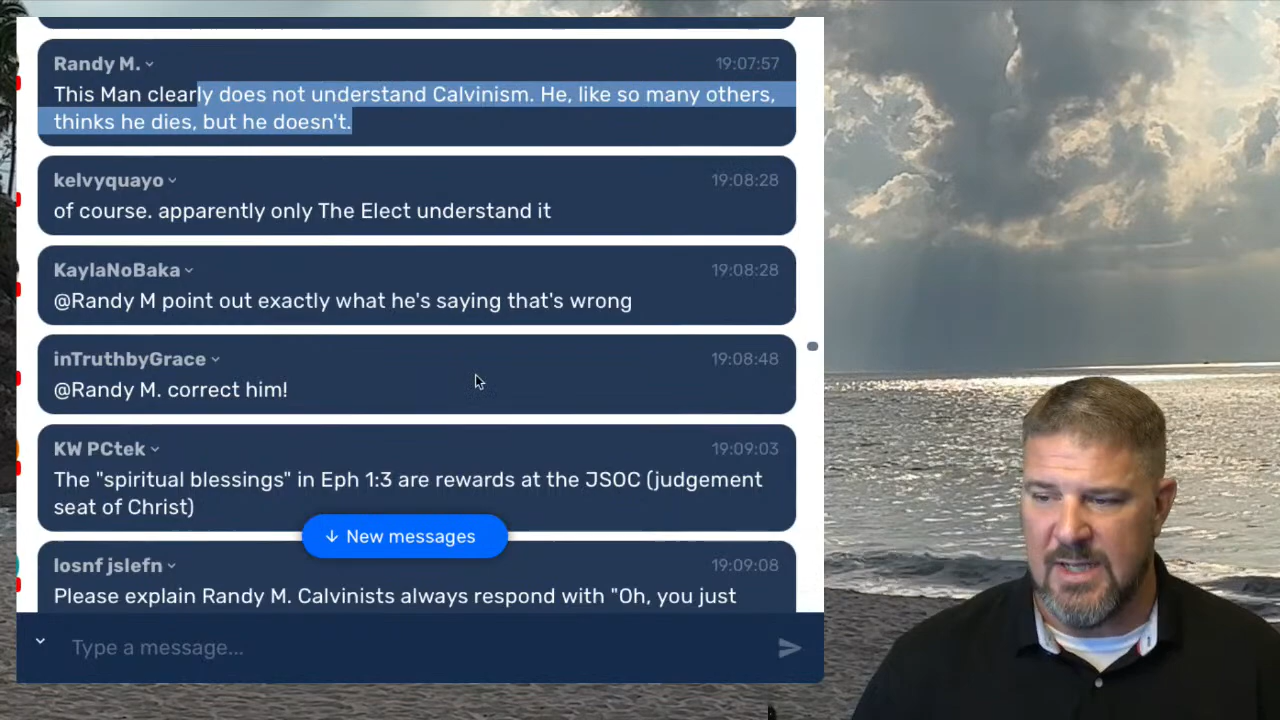 Randy M. 19:07:57
This Man clearly does not understand Calvinism. He, like so many others,
thinks he dies, but he doesn't.
kelvyquayo 19:08:28
of course. apparently only The Elect understand it
KaylaNoBaka 19:08:28
@Randy M point out exactly what he's saying that's wrong
inTruthbyGrace 19:08:48
@Randy M. correct him!
KW PCtek 19:09:03
The "spiritual blessings" in Eph 1:3 are rewards at the JSOC (judgement
seat of Christ)
↓ New messages
losnf jslefn 19:09:08
Please explain Randy M. Calvinists always respond with "Oh, you just
Type a message...